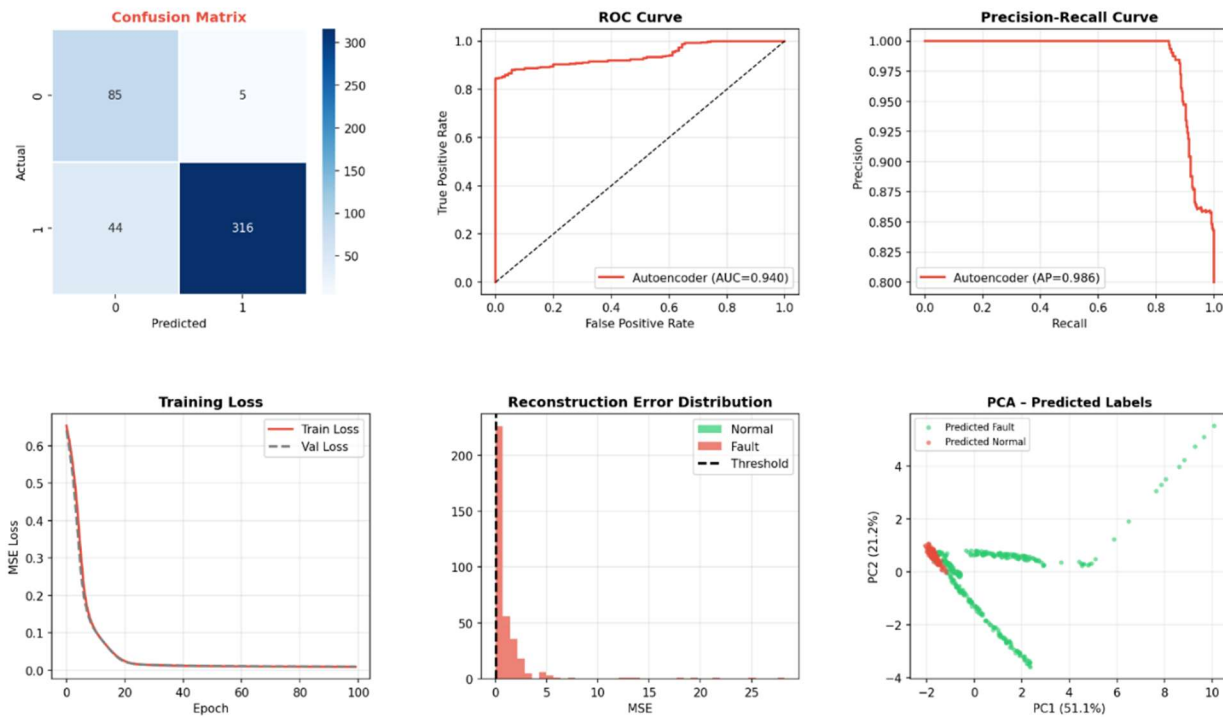 Confusion Matrix
300
250
200
150
100
50
Actual
0
1
85
5
44
316
0
1
Predicted
ROC Curve
True Positive Rate
1.0
0.8
0.6
0.4
0.2
0.0
Autoencoder (AUC=0.940)
0.0 0.2 0.4 0.6 0.8 1.0
False Positive Rate
Precision-Recall Curve
Precision
1.000
0.975
0.950
0.925
0.900
0.875
0.850
0.825
0.800
Autoencoder (AP=0.986)
0.0 0.2 0.4 0.6 0.8 1.0
Recall
Training Loss
MSE Loss
0.6
0.5
0.4
0.3
0.2
0.1
0.0
Train Loss
Val Loss
0 20 40 60 80 100
Epoch
Reconstruction Error Distribution
200
150
100
50
0
Normal
Fault
Threshold
0 5 10 15 20 25
MSE
PCA – Predicted Labels
PC2 (21.2%)
4
2
0
−2
−4
Predicted Fault
Predicted Normal
−2 0 2 4 6 8 10
PC1 (51.1%)